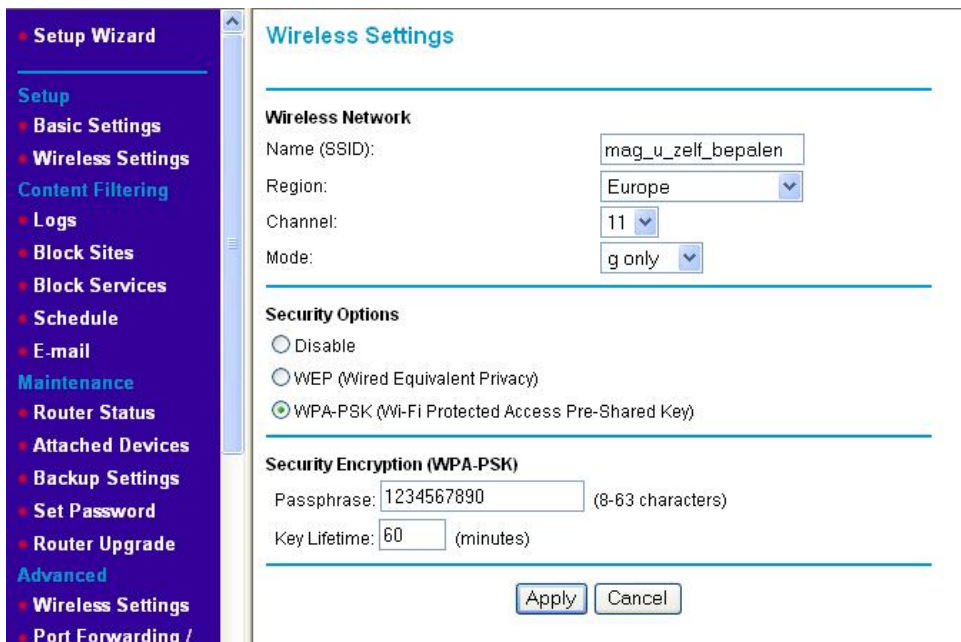 Setup Wizard
Setup
Basic Settings
Wireless Settings
Content Filtering
Logs
Block Sites
Block Services
Schedule
E-mail
Maintenance
Router Status
Attached Devices
Backup Settings
Set Password
Router Upgrade
Advanced
Wireless Settings
Port Forwarding /
Wireless Settings
Wireless Network
Name (SSID): mag_u_zelf_bepalen
Region: Europe
Channel: 11
Mode: g only
Security Options
Disable
WEP (Wired Equivalent Privacy)
WPA-PSK (Wi-Fi Protected Access Pre-Shared Key)
Security Encryption (WPA-PSK)
Passphrase: 1234567890 (8-63 characters)
Key Lifetime: 60 (minutes)
Apply Cancel